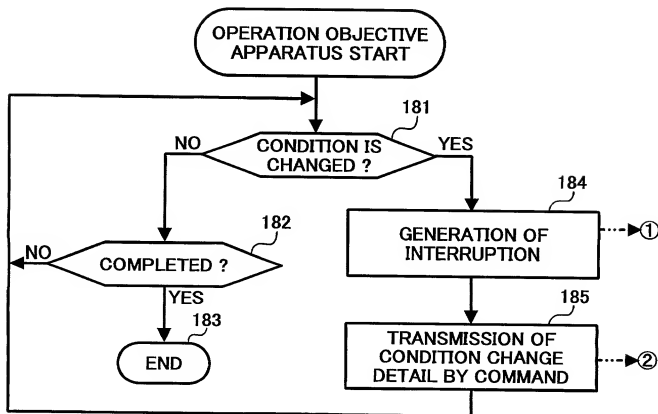 OPERATION OBJECTIVE
APPARATUS START
181
NO
CONDITION IS
CHANGED ?
YES
184
GENERATION OF
INTERRUPTION
①
182
NO
COMPLETED ?
YES
183
END
185
TRANSMISSION OF
CONDITION CHANGE
DETAIL BY COMMAND
②